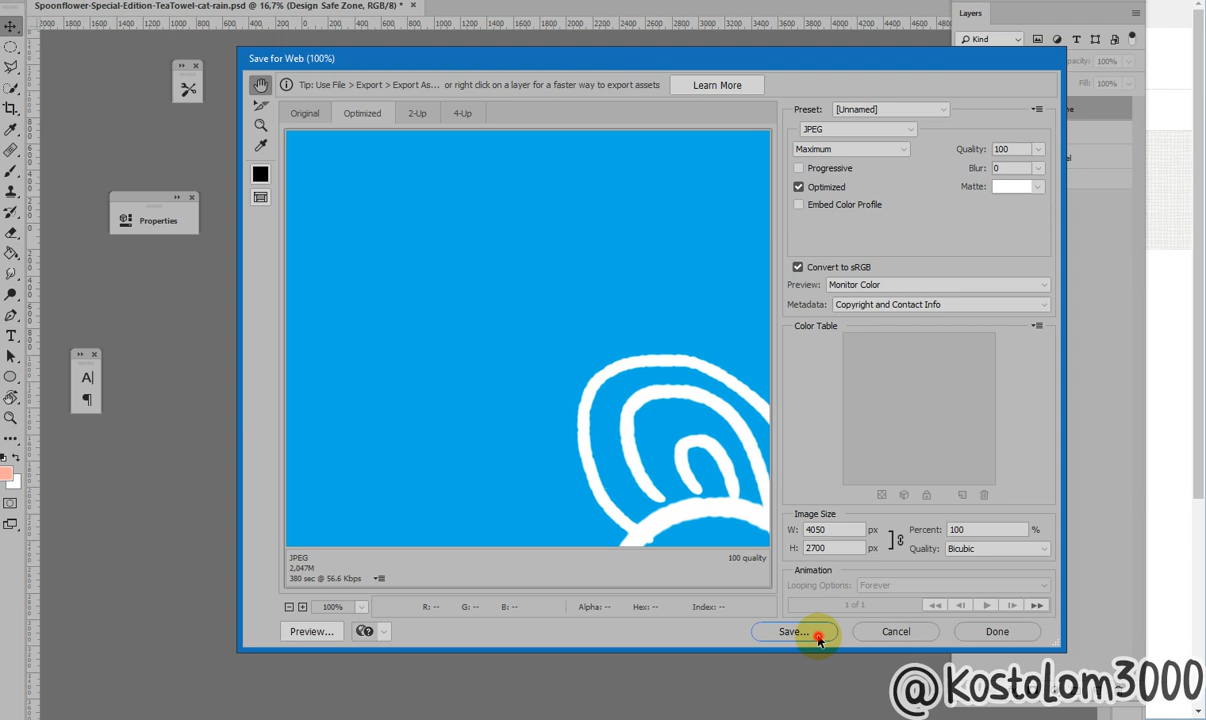 Spoonflower-Special-Edition-TeaTowel-cat-rain.psd @ 16,7% (Design Safe Zone, RGB/8) * ×
Layers
Kind
Opacity: 100%
Fill: 100%
Properties
A
¶
Save for Web (100%)
Tip: Use File > Export > Export As... or right click on a layer for a faster way to export assets
Learn More
Original
Optimized
2-Up
4-Up
Preset: [Unnamed]
JPEG
Maximum
Quality: 100
Progressive
Blur: 0
Optimized
Matte:
Embed Color Profile
Convert to sRGB
Preview: Monitor Color
Metadata: Copyright and Contact Info
Color Table
Image Size
W: 4050 px
Percent: 100 %
H: 2700 px
Quality: Bicubic
Animation
Looping Options: Forever
1 of 1
JPEG
100 quality
2,047M
380 sec @ 56.6 Kbps
100%
R: --
G: --
B: --
Alpha: --
Hex: --
Index: --
Preview...
Save...
Cancel
Done
@KostoLom3000